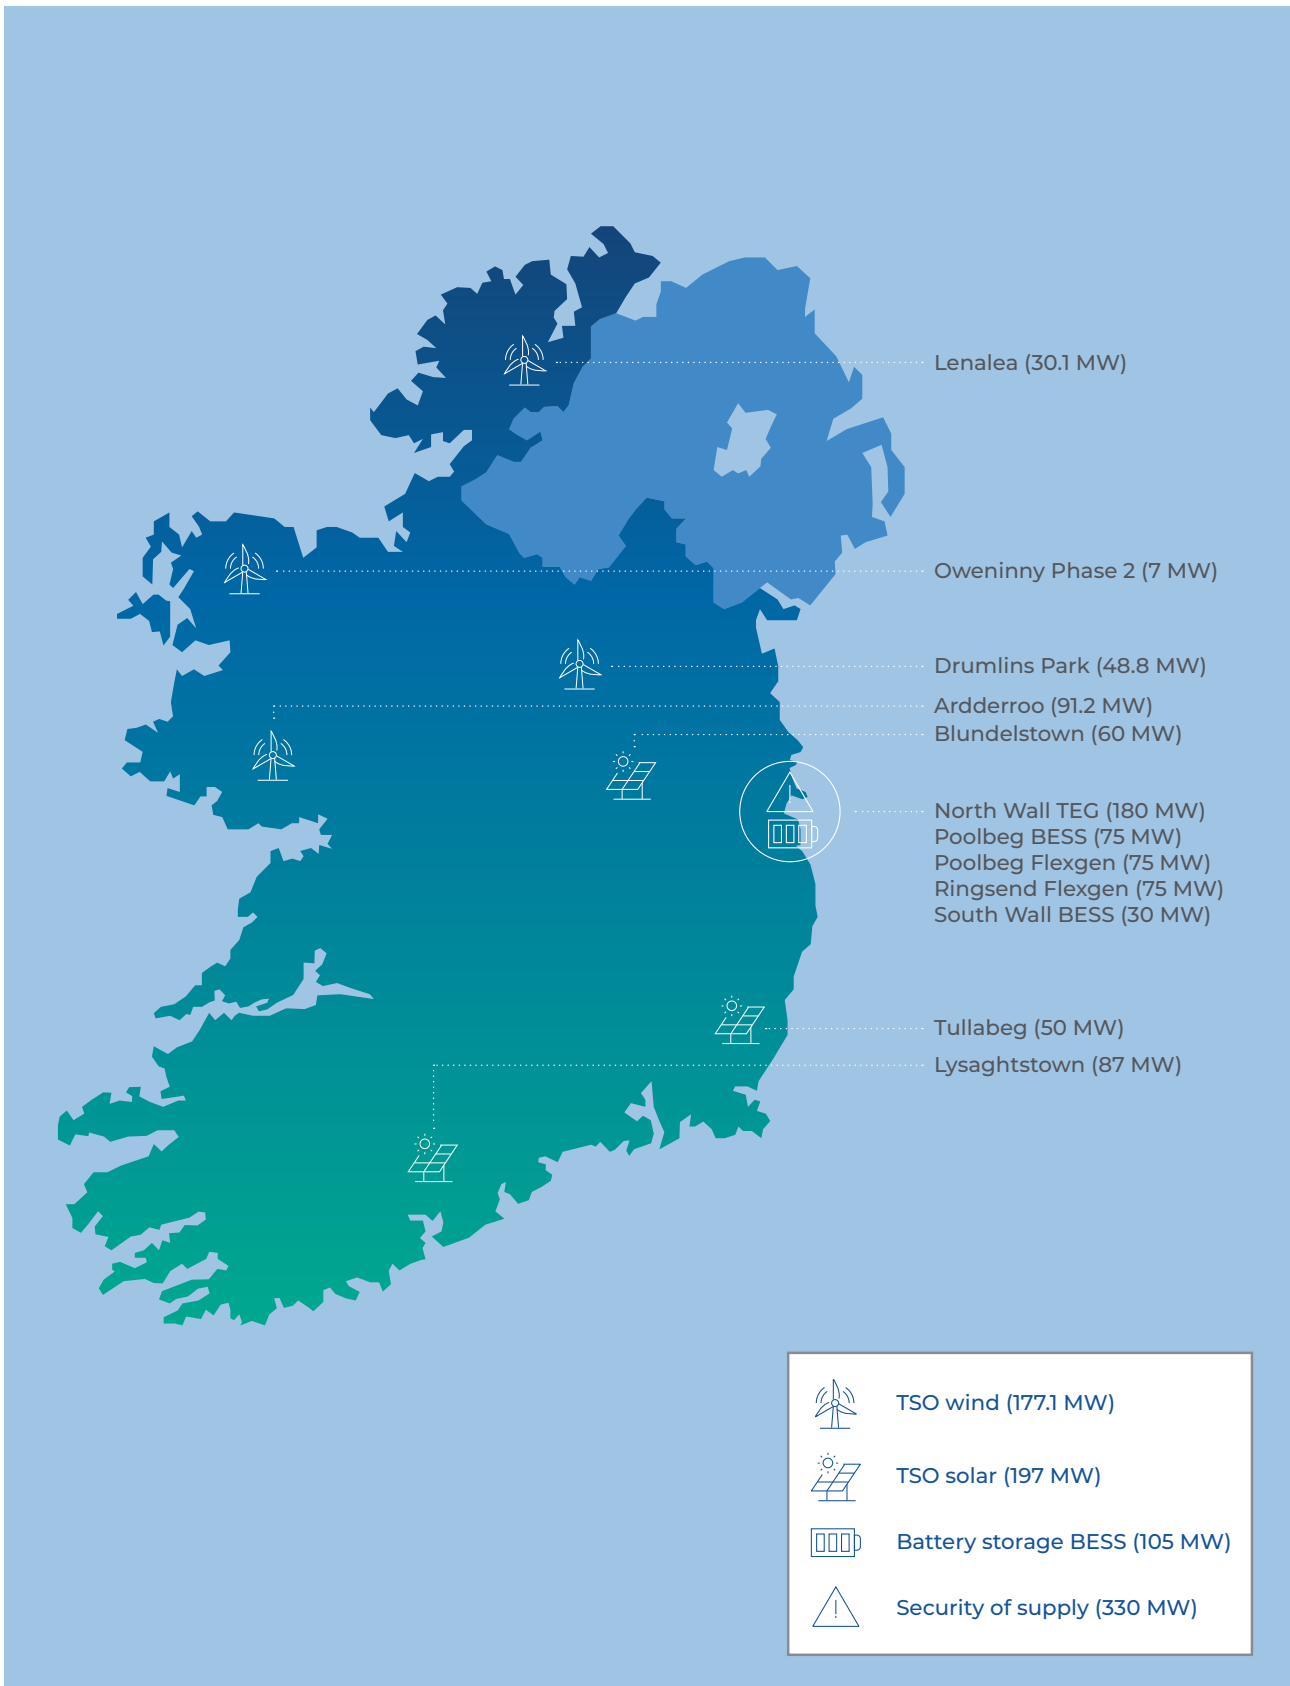 Lenalea (30.1 MW)
Oweninny Phase 2 (7 MW)
Drumlins Park (48.8 MW)
Ardderroo (91.2 MW)
Blundelstown (60 MW)
North Wall TEG (180 MW)
Poolbeg BESS (75 MW)
Poolbeg Flexgen (75 MW)
Ringsend Flexgen (75 MW)
South Wall BESS (30 MW)
Tullabeg (50 MW)
Lysaghtstown (87 MW)
TSO wind (177.1 MW)
TSO solar (197 MW)
Battery storage BESS (105 MW)
Security of supply (330 MW)